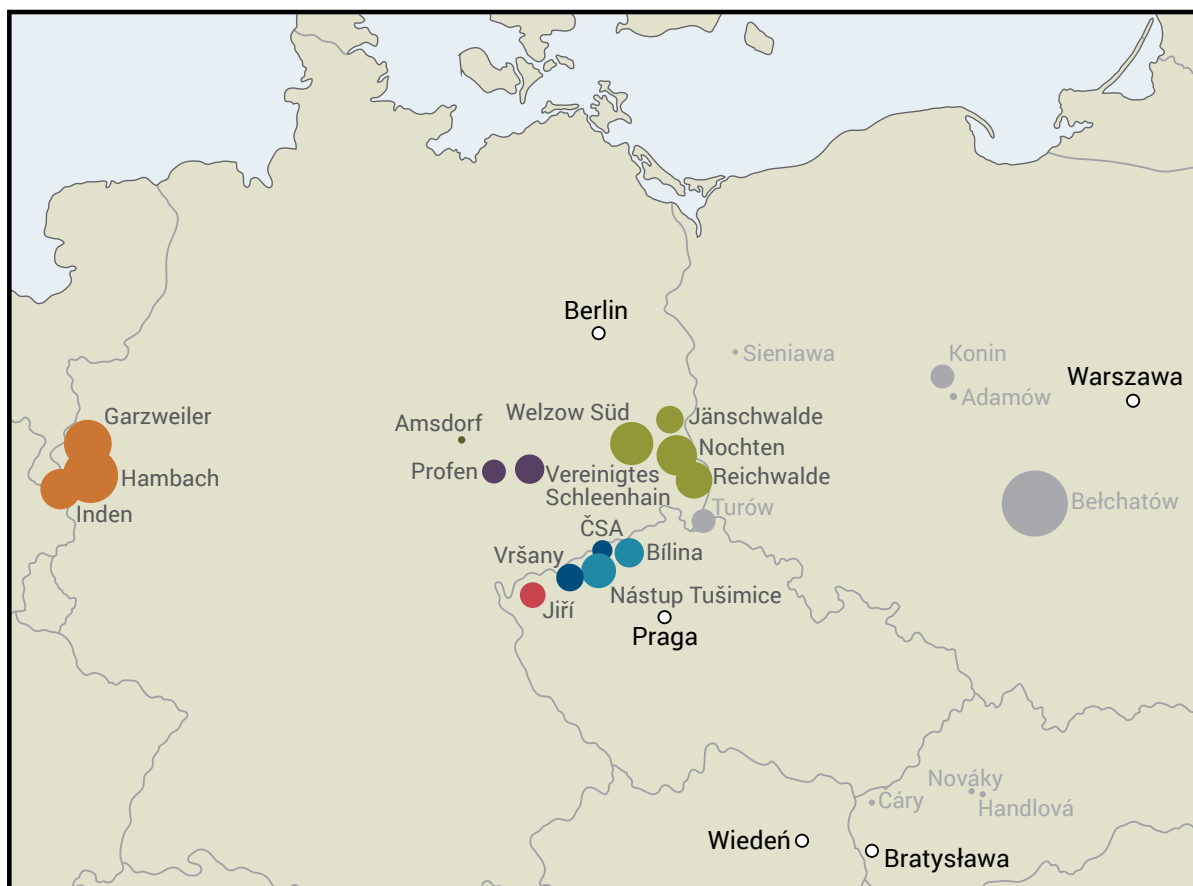 Berlin
Sieniawa
Konin
Adamów
Warszawa
Garzweiler
Hambach
Inden
Amsdorf
Profen
Vereinigtes
Schleenhain
Welzow Süd
Jänschwalde
Nochten
Reichwalde
Turów
Bełchatów
ČSA
Vršany
Bílina
Jiří
Nástup Tušimice
Praga
Nováky
Cáry
Handlová
Wiedeń
Bratysława